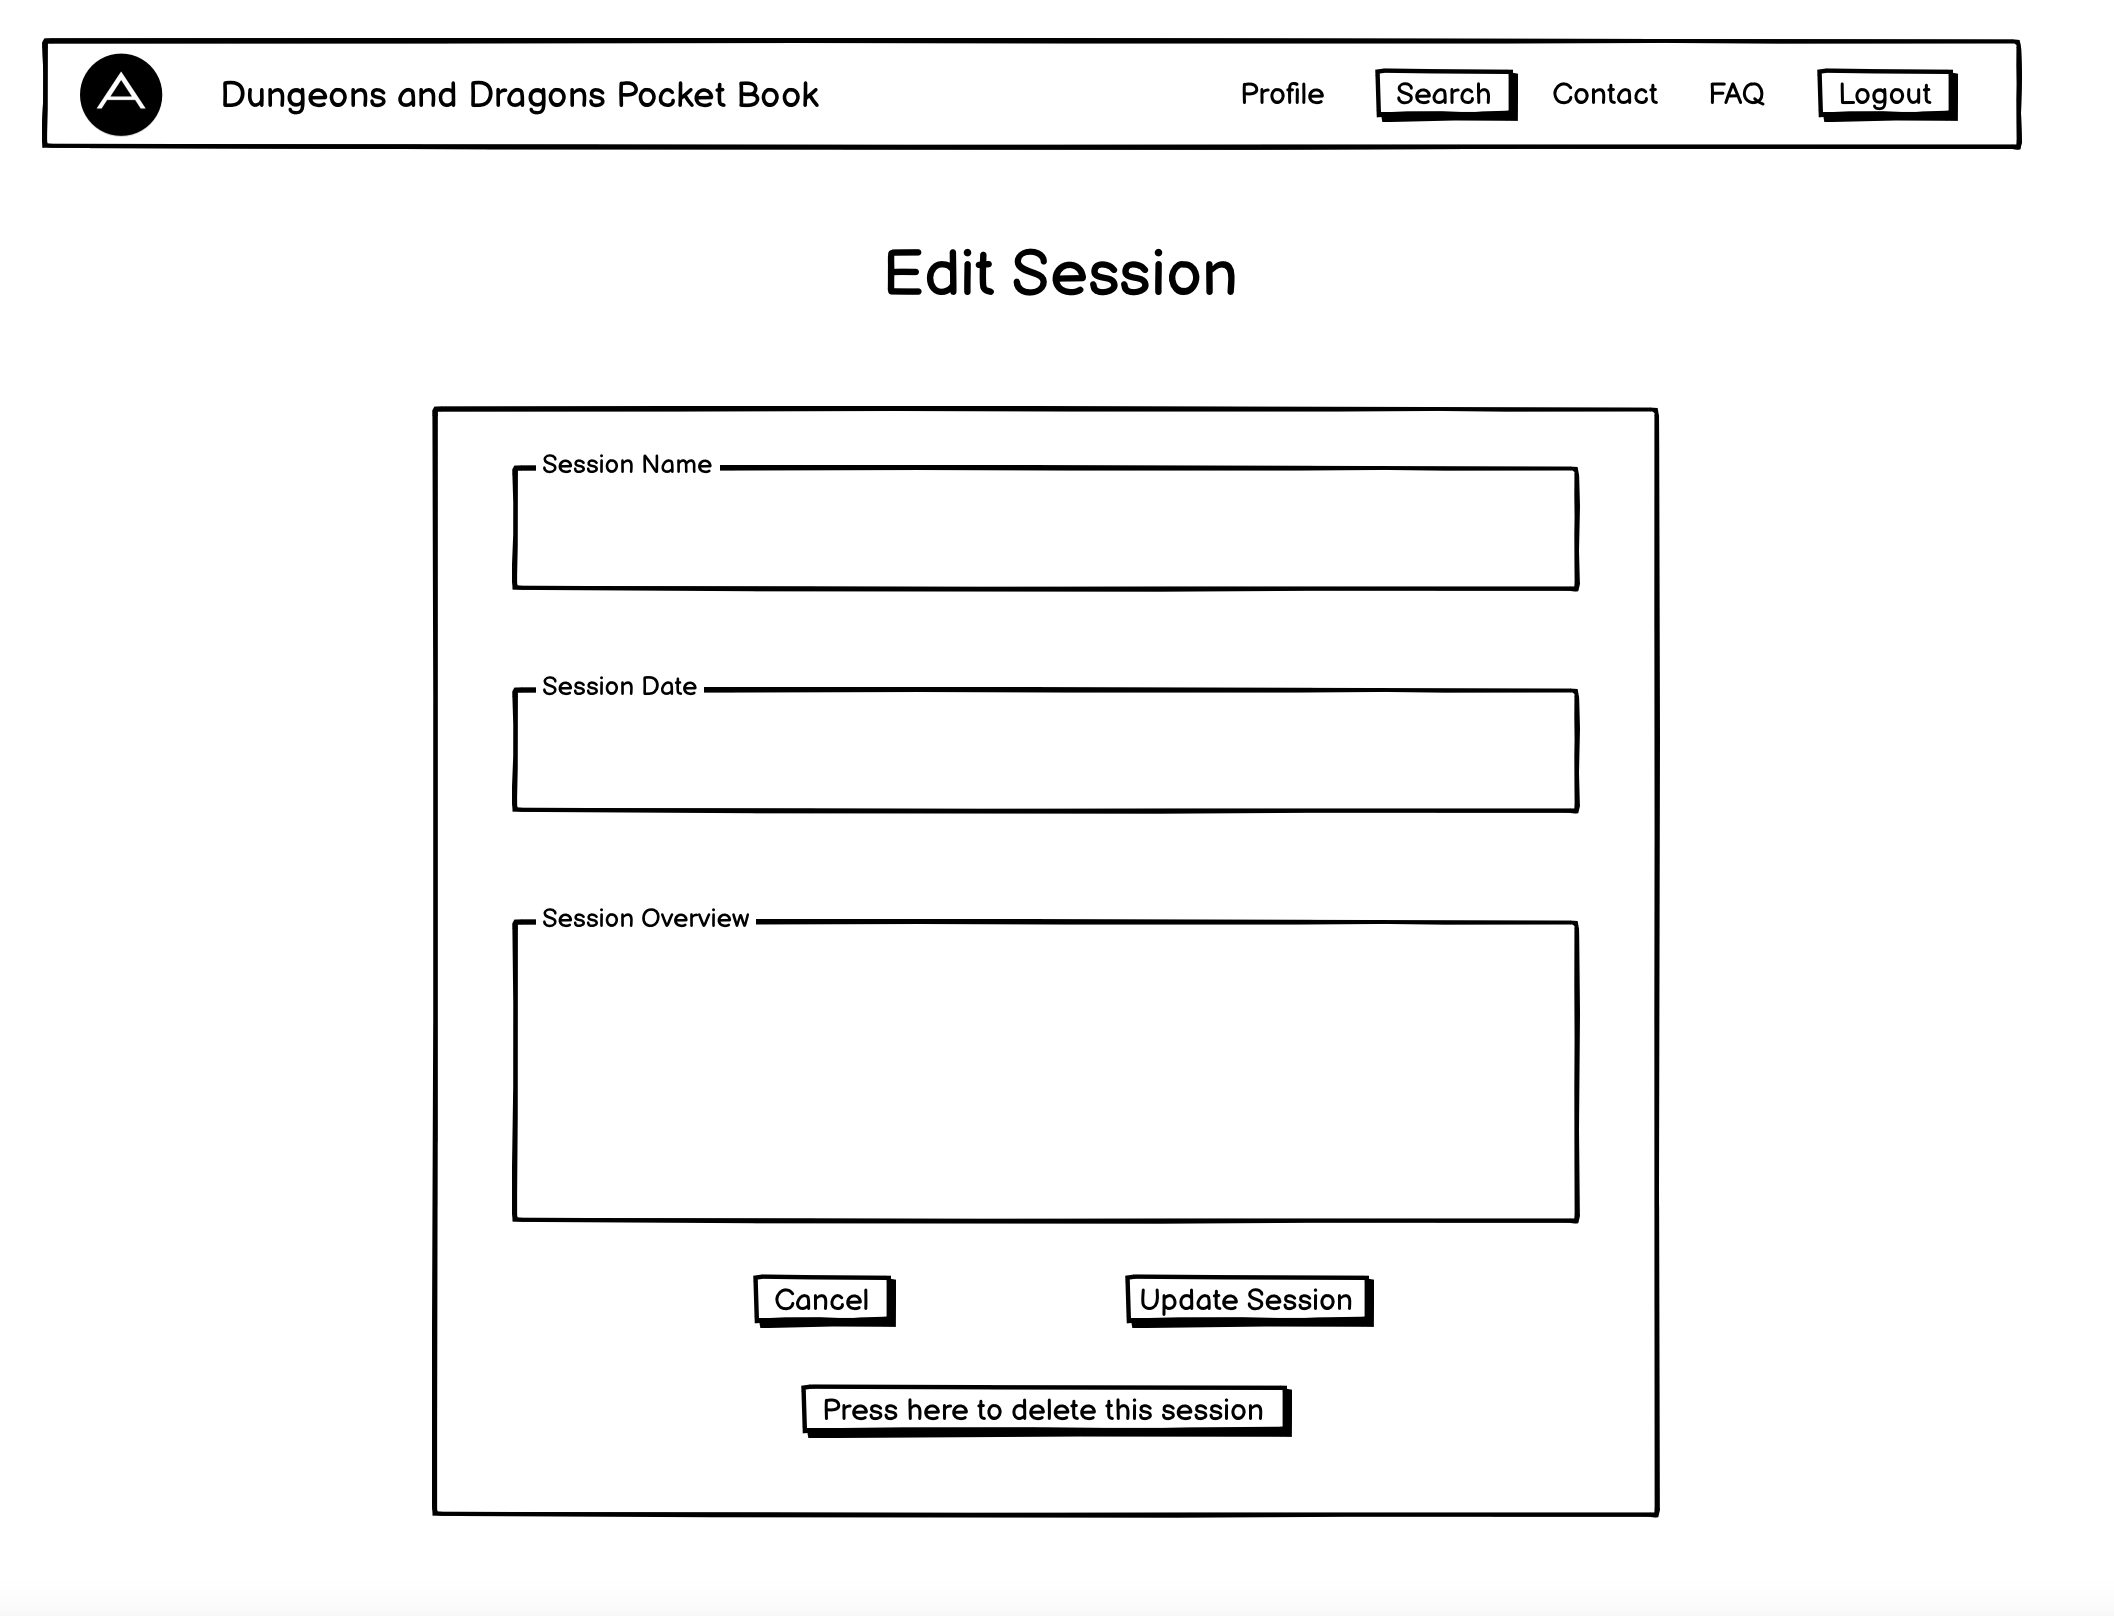 A
Dungeons and Dragons Pocket Book
Profile
Search
Contact
FAQ
Logout
Edit Session
Session Name
Session Date
Session Overview
Cancel
Update Session
Press here to delete this session